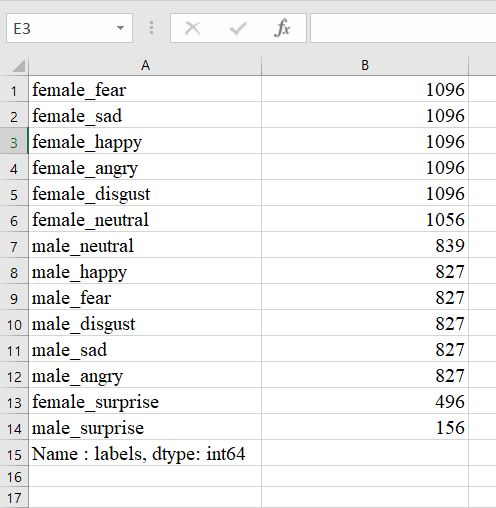 E3 fx
A B
1 female_fear 1096
2 female_sad 1096
3 female_happy 1096
4 female_angry 1096
5 female_disgust 1096
6 female_neutral 1056
7 male_neutral 839
8 male_happy 827
9 male_fear 827
10 male_disgust 827
11 male_sad 827
12 male_angry 827
13 female_surprise 496
14 male_surprise 156
15 Name : labels, dtype: int64
16
17